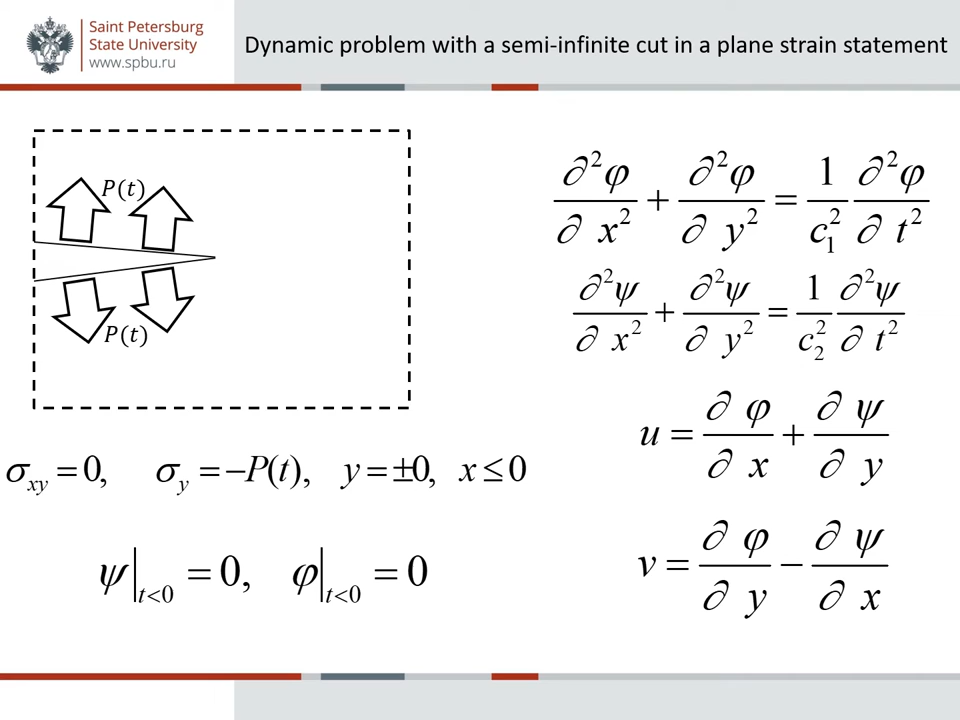 Saint Petersburg
State University
www.spbu.ru
Dynamic problem with a semi-infinite cut in a plane strain statement
P(t)
P(t)
∂²φ/∂x² + ∂²φ/∂y² = 1/c₁² ∂²φ/∂t²
∂²ψ/∂x² + ∂²ψ/∂y² = 1/c₂² ∂²ψ/∂t²
u = ∂φ/∂x + ∂ψ/∂y
v = ∂φ/∂y − ∂ψ/∂x
σ_xy = 0, σ_y = −P(t), y = ±0, x ≤ 0
ψ|_t<0 = 0, φ|_t<0 = 0